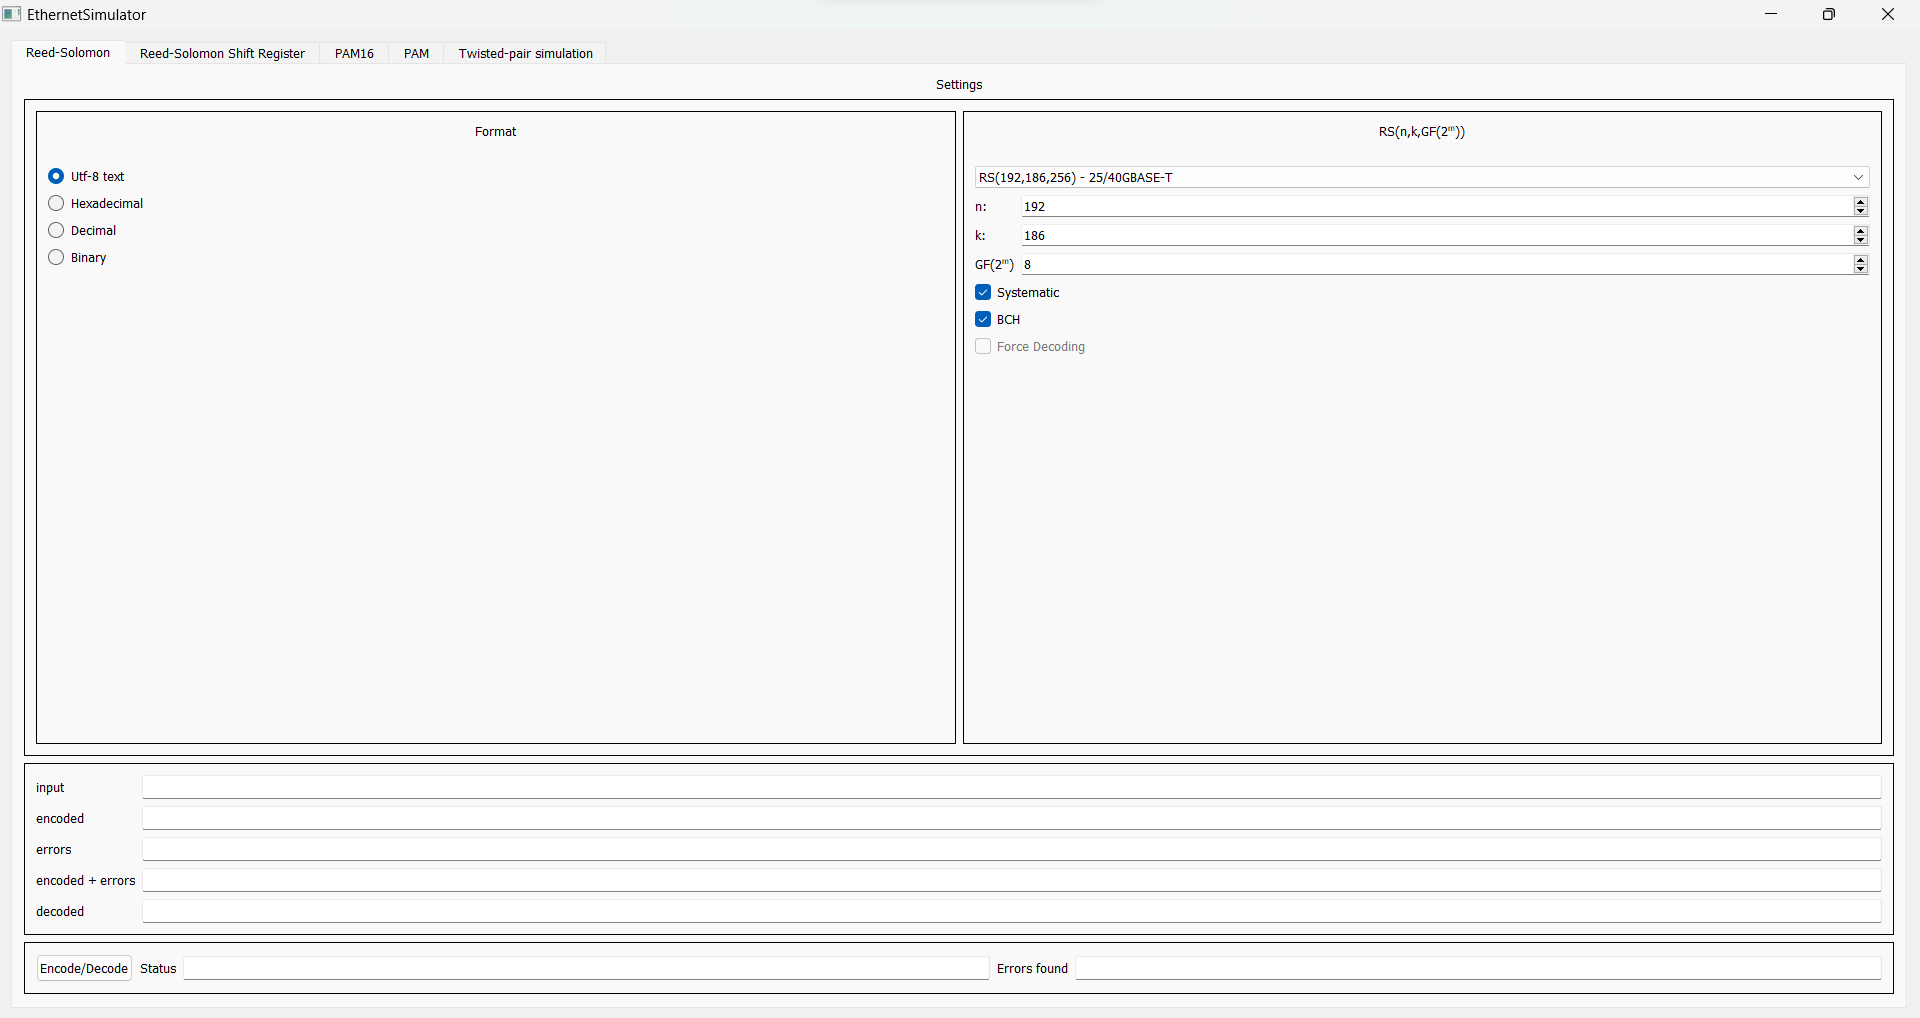 EthernetSimulator
Reed-Solomon
Reed-Solomon Shift Register
PAM16
PAM
Twisted-pair simulation
Settings
Format
Utf-8 text
Hexadecimal
Decimal
Binary
RS(n,k,GF(2ᵐ))
RS(192,186,256) - 25/40GBASE-T
n: 192
k: 186
GF(2ᵐ) 8
Systematic
BCH
Force Decoding
input
encoded
errors
encoded + errors
decoded
Encode/Decode Status Errors found